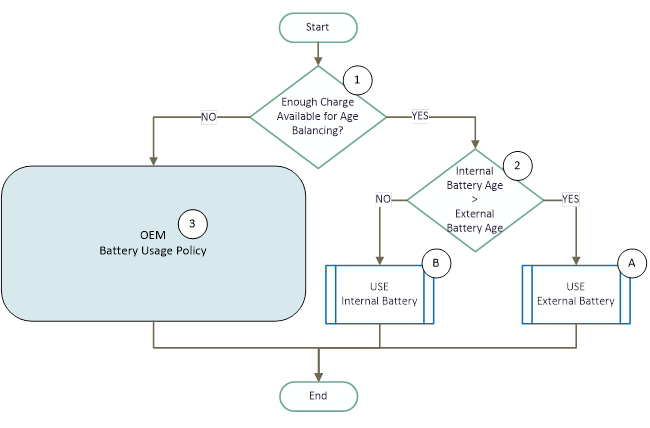 Start
1
Enough Charge
Available for Age
Balancing?
NO
YES
2
Internal
Battery Age
>
External
Battery Age
NO
YES
3
OEM
Battery Usage Policy
B
USE
Internal Battery
A
USE
External Battery
End